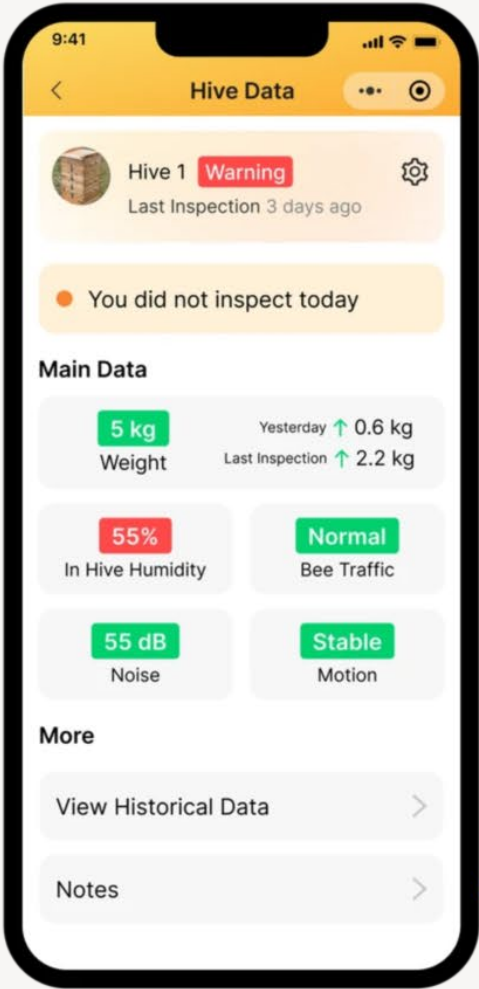 9:41
Hive Data
Hive 1 Warning
Last Inspection 3 days ago
You did not inspect today
Main Data
5 kg
Weight
Yesterday ↑ 0.6 kg
Last Inspection ↑ 2.2 kg
55%
In Hive Humidity
Normal
Bee Traffic
55 dB
Noise
Stable
Motion
More
View Historical Data
Notes